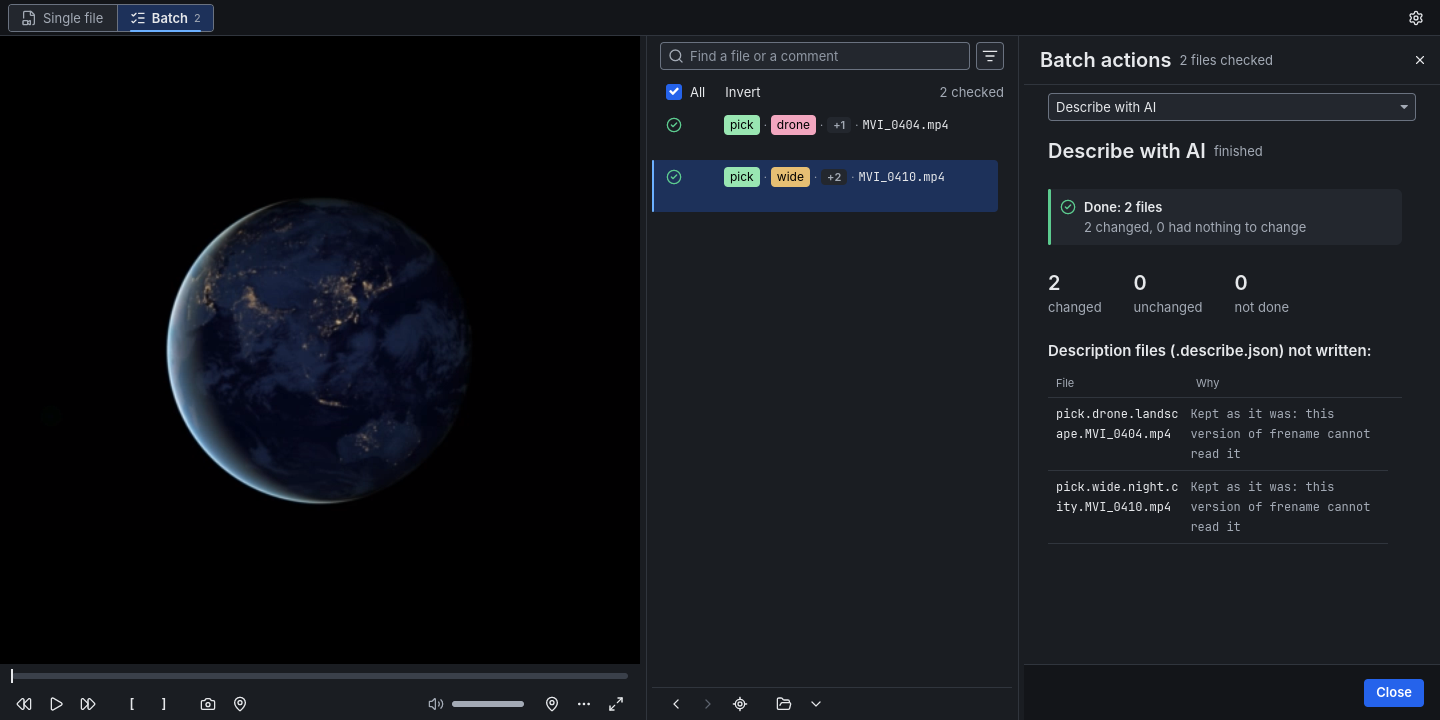 Single file
Batch 2
Find a file or a comment
All Invert 2 checked
pick · drone · +1 · MVI_0404.mp4
pick · wide · +2 · MVI_0410.mp4
[ ]
Batch actions 2 files checked
Describe with AI
Describe with AI finished
Done: 2 files
2 changed, 0 had nothing to change
2 0 0
changed unchanged not done
Description files (.describe.json) not written:
File Why
pick.drone.landsc Kept as it was: this
ape.MVI_0404.mp4 version of frename cannot
read it
pick.wide.night.c Kept as it was: this
ity.MVI_0410.mp4 version of frename cannot
read it
Close